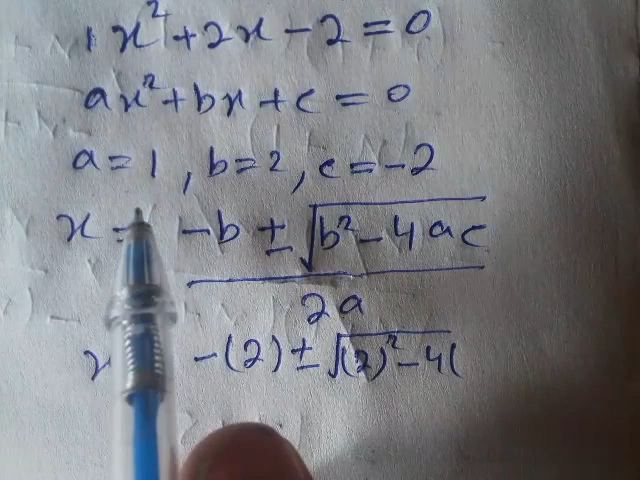 1x²+2x-2=0
ax²+bx+c=0
a=1, b=2, c=-2
x= -b±√b²-4ac
2a
x -(2)±√(2)²-4(